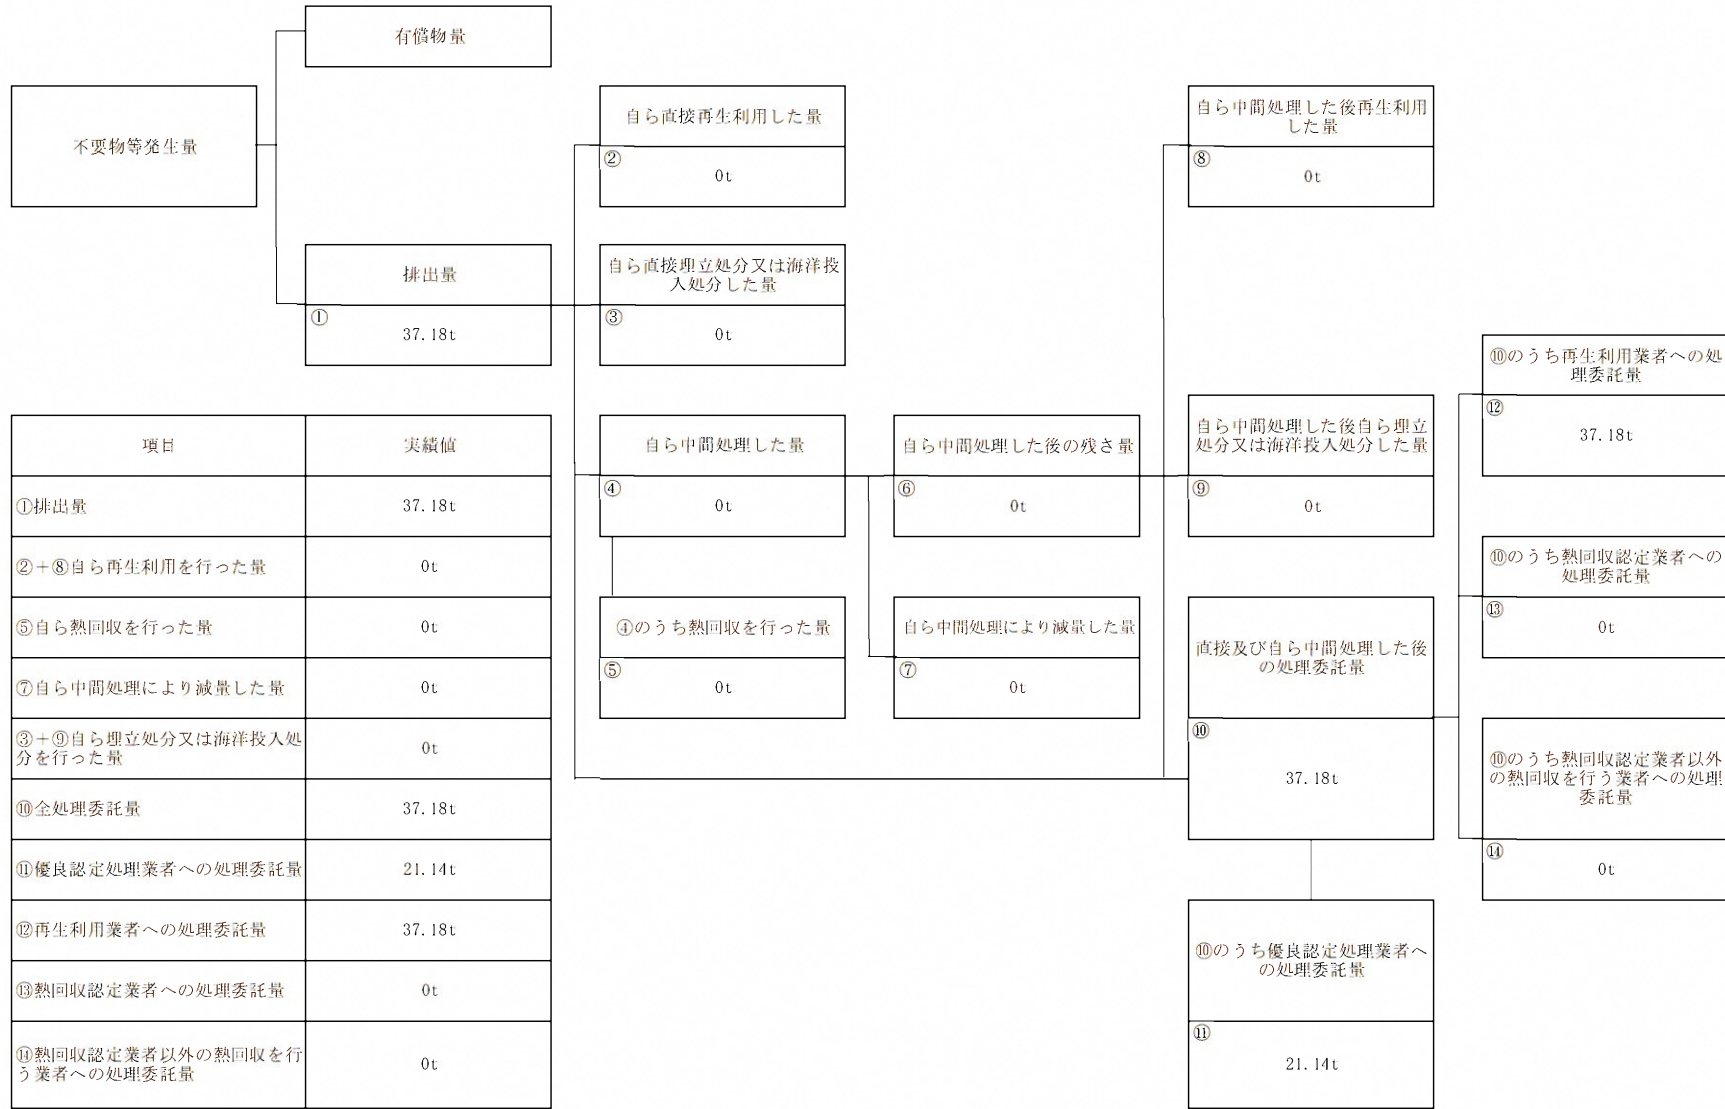 有償物量
不要物等発生量
排出量
①
37.18t
自ら直接再生利用した量
②
0t
自ら直接埋立処分又は海洋投
入処分した量
③
0t
自ら中間処理した量
④
0t
④のうち熱回収を行った量
⑤
0t
自ら中間処理した後の残さ量
⑥
0t
自ら中間処理により減量した量
⑦
0t
自ら中間処理した後再生利用
した量
⑧
0t
自ら中間処理した後自ら埋立
処分又は海洋投入処分した量
⑨
0t
直接及び自ら中間処理した後
の処理委託量
⑩
37.18t
⑩のうち優良認定処理業者へ
の処理委託量
⑪
21.14t
⑩のうち再生利用業者への処
理委託量
⑫
37.18t
⑩のうち熱回収認定業者への
処理委託量
⑬
0t
⑩のうち熱回収認定業者以外
の熱回収を行う業者への処理
委託量
⑭
0t
項目 実績値
①排出量 37.18t
②+⑧自ら再生利用を行った量 0t
⑤自ら熱回収を行った量 0t
⑦自ら中間処理により減量した量 0t
③+⑨自ら埋立処分又は海洋投入処
分を行った量 0t
⑩全処理委託量 37.18t
⑪優良認定処理業者への処理委託量 21.14t
⑫再生利用業者への処理委託量 37.18t
⑬熱回収認定業者への処理委託量 0t
⑭熱回収認定業者以外の熱回収を行
う業者への処理委託量 0t